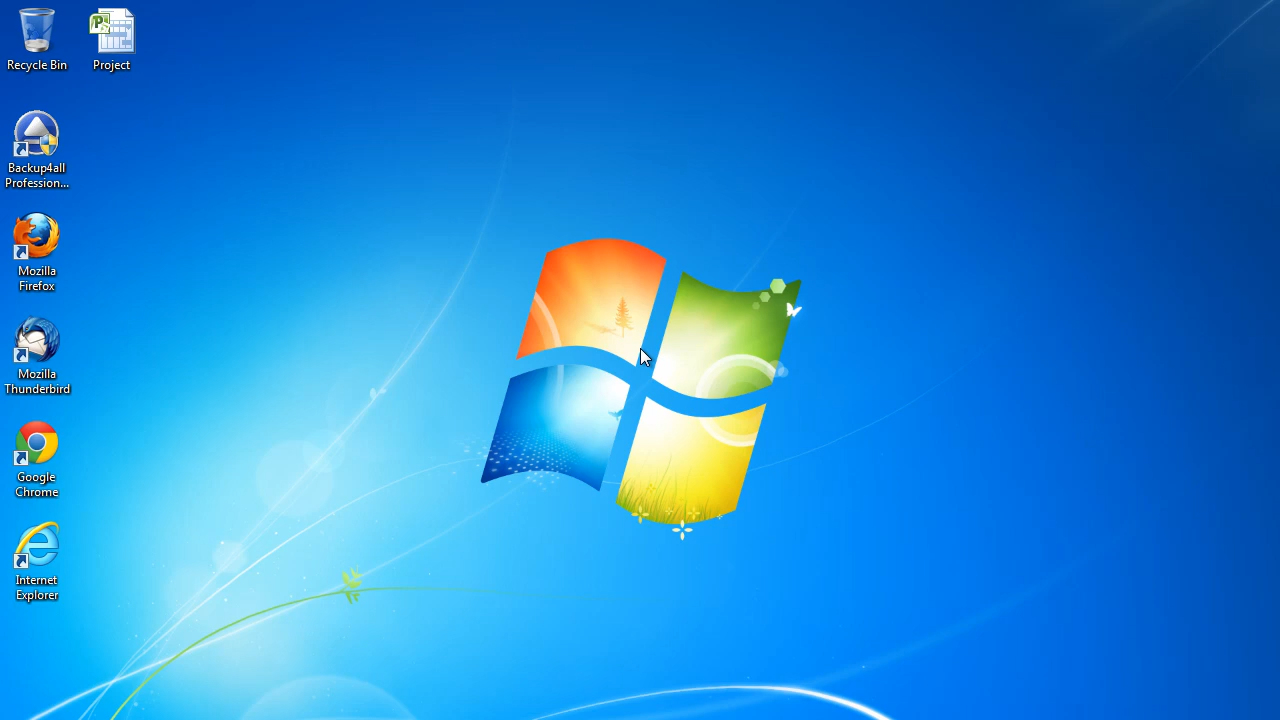 Recycle Bin
Project
Backup4all
Profession...
Mozilla
Firefox
Mozilla
Thunderbird
Google
Chrome
Internet
Explorer